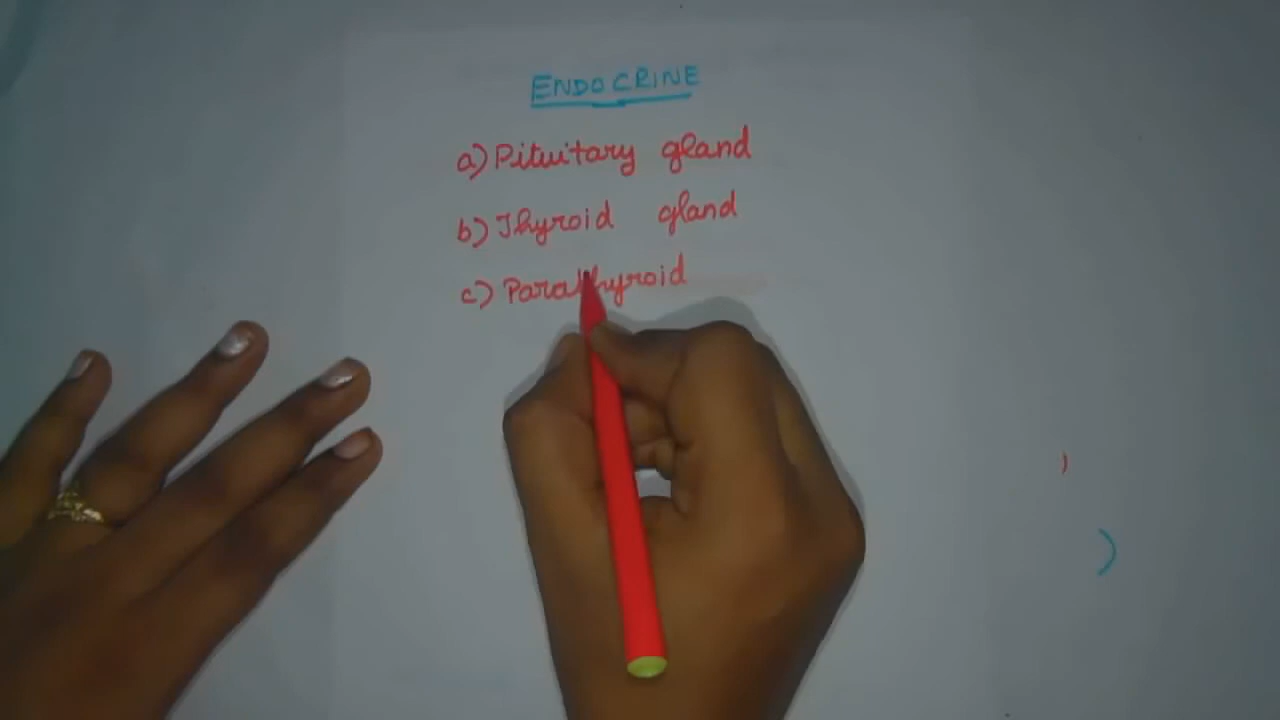 ENDOCRINE
a) Pituitary gland
b) Thyroid gland
c) Parathyroid